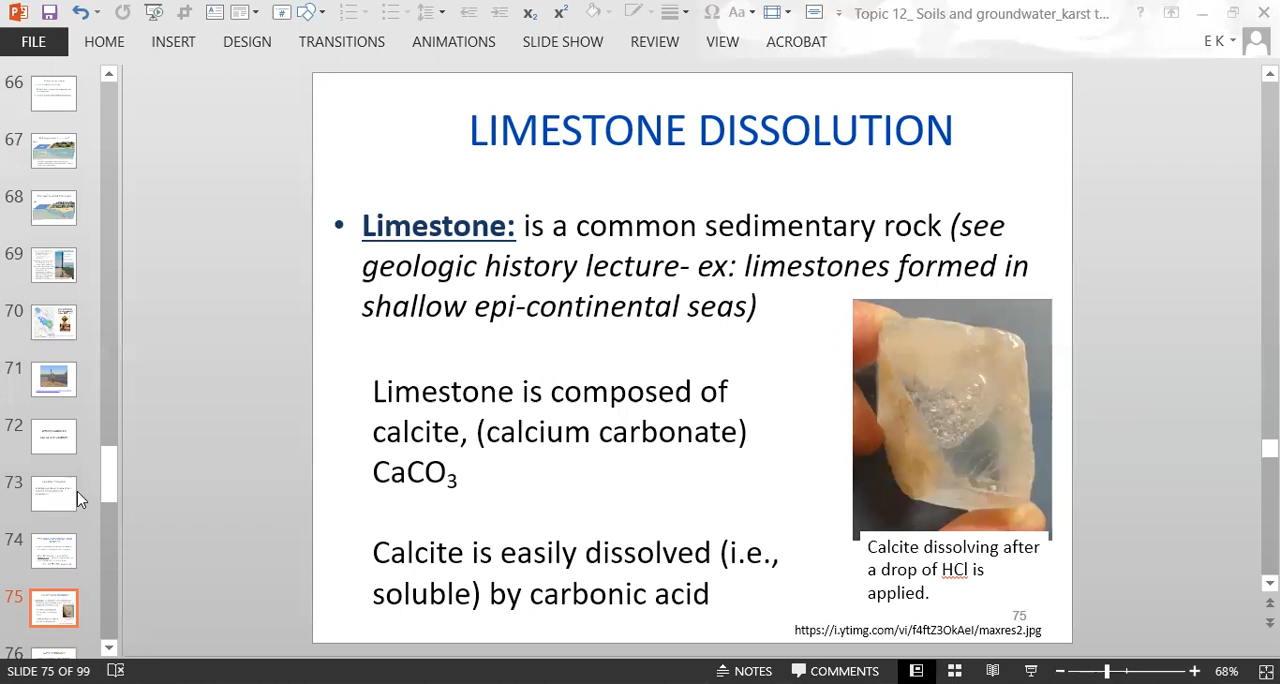 Topic 12_ Soils and groundwater_karst t...
FILE
HOME
INSERT
DESIGN
TRANSITIONS
ANIMATIONS
SLIDE SHOW
REVIEW
VIEW
ACROBAT
E K
66
67
68
69
70
71
72
73
74
75
76
LIMESTONE DISSOLUTION
• Limestone: is a common sedimentary rock (see
geologic history lecture- ex: limestones formed in
shallow epi-continental seas)
Limestone is composed of
calcite, (calcium carbonate)
CaCO₃
Calcite is easily dissolved (i.e.,
soluble) by carbonic acid
Calcite dissolving after
a drop of HCl is
applied.
75
https://i.ytimg.com/vi/f4ftZ3OkAeI/maxres2.jpg
SLIDE 75 OF 99
NOTES
COMMENTS
68%